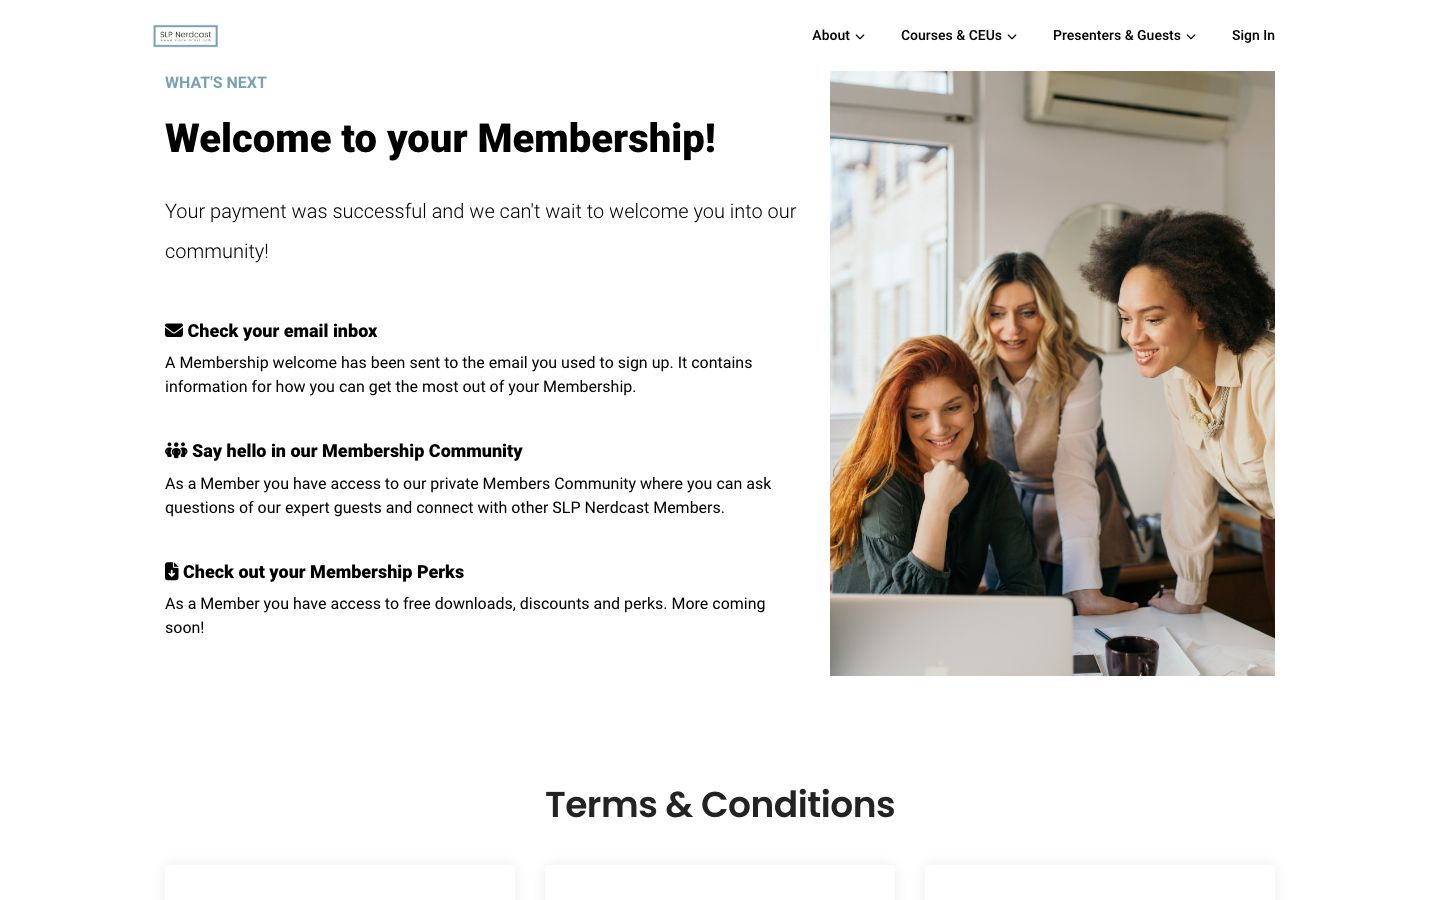 SLP Nerdcast
About
Courses & CEUs
Presenters & Guests
Sign In
WHAT'S NEXT
Welcome to your Membership!
Your payment was successful and we can't wait to welcome you into our
community!
Check your email inbox
A Membership welcome has been sent to the email you used to sign up. It contains
information for how you can get the most out of your Membership.
Say hello in our Membership Community
As a Member you have access to our private Members Community where you can ask
questions of our expert guests and connect with other SLP Nerdcast Members.
Check out your Membership Perks
As a Member you have access to free downloads, discounts and perks. More coming
soon!
Terms & Conditions